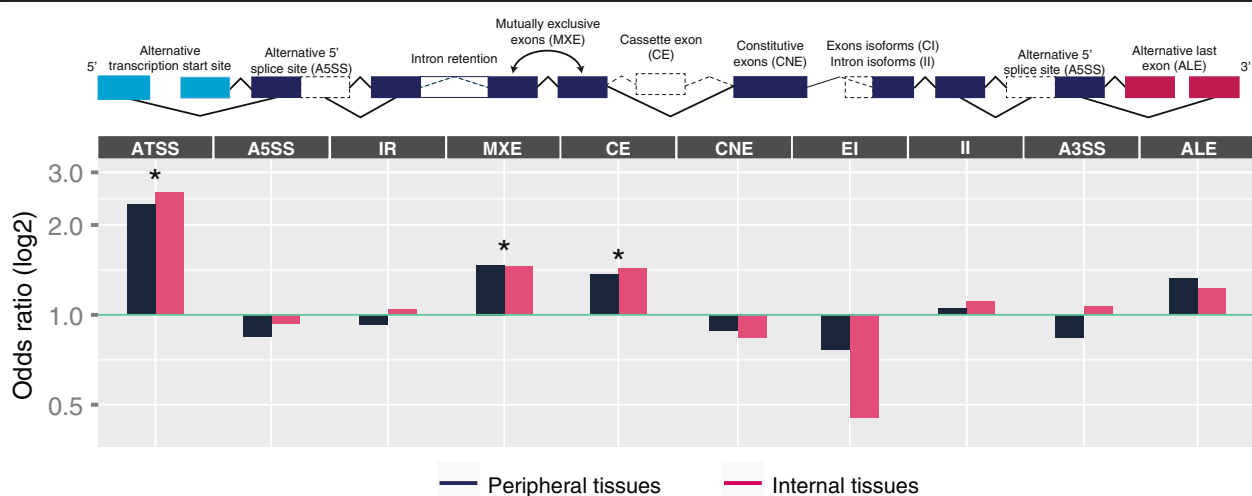 Mutually exclusive
exons (MXE)
Alternative
transcription start site
Alternative 5'
splice site (A5SS)
Intron retention
Cassette exon
(CE)
Constitutive
exons (CNE)
Exons isoforms (CI)
Intron isoforms (II)
Alternative 5'
splice site (A5SS)
Alternative last
exon (ALE)
5'
3'
ATSS A5SS IR MXE CE CNE EI II A3SS ALE
Odds ratio (log2)
3.0
2.0
1.0
0.5
*
*
*
Peripheral tissues Internal tissues